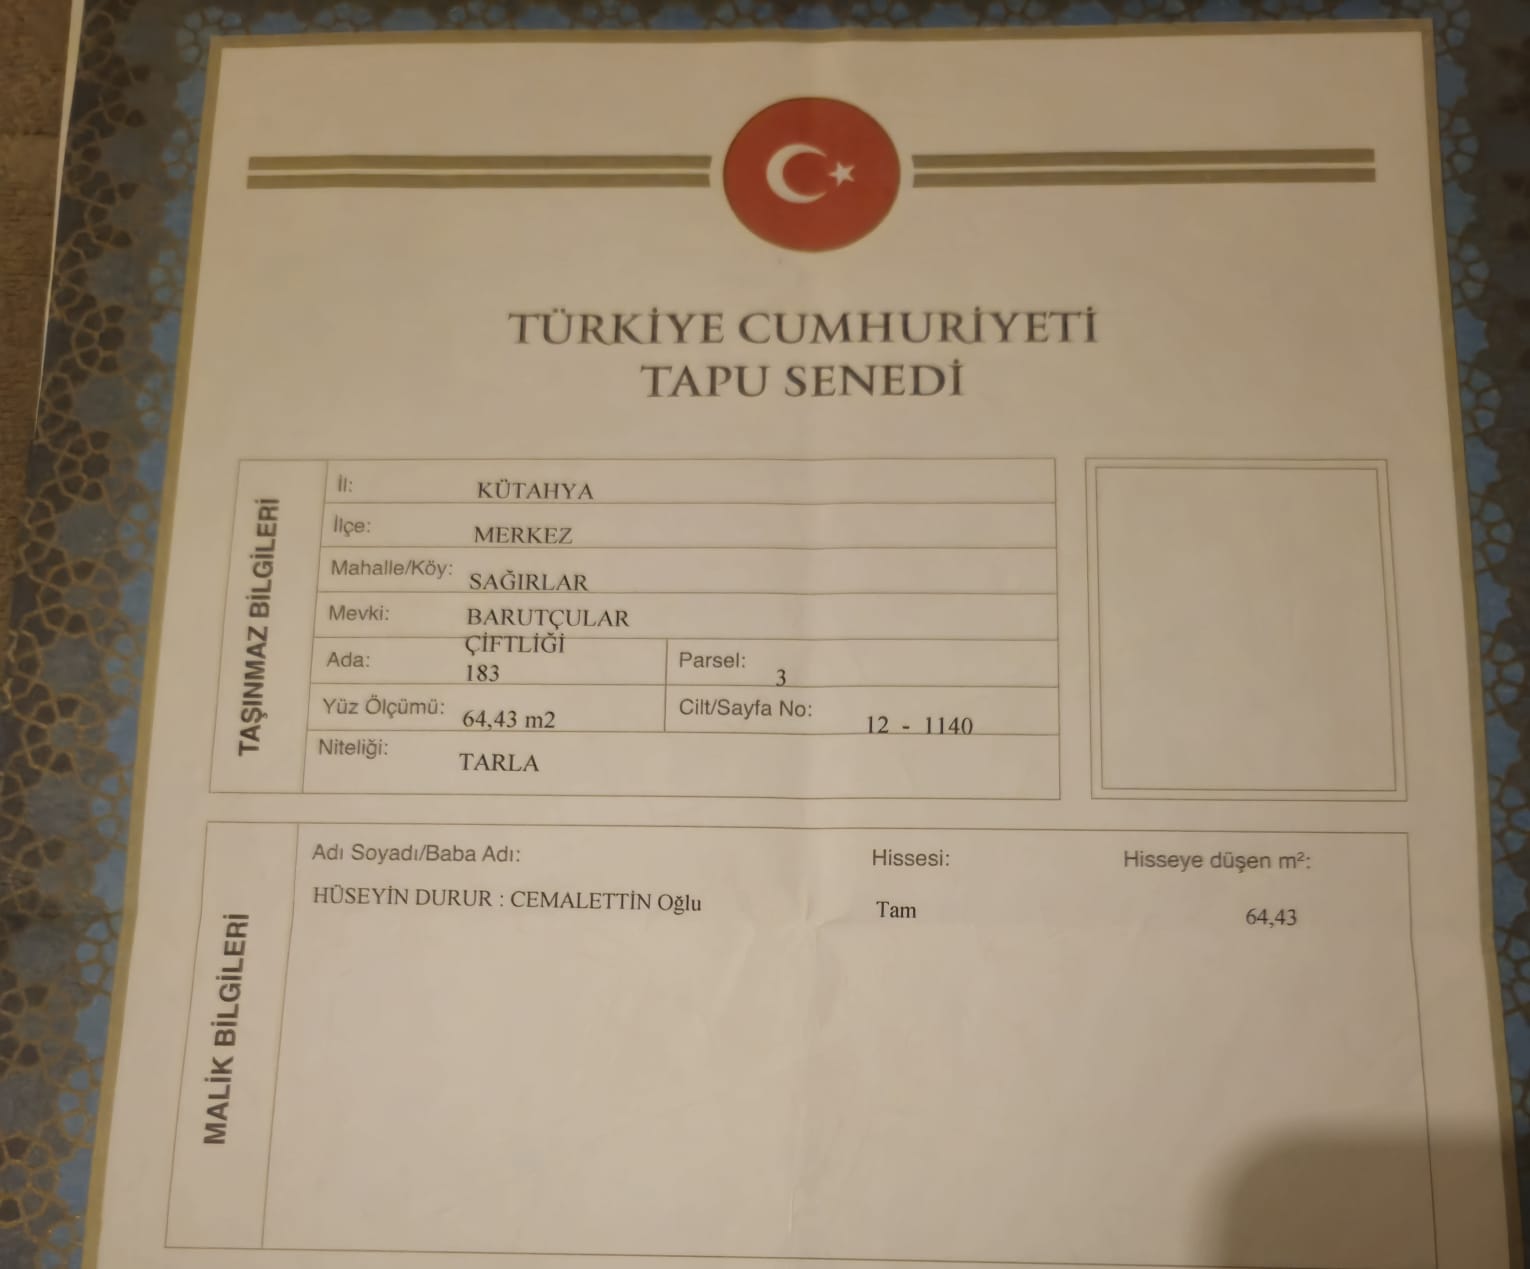 TÜRKİYE CUMHURİYETİ
TAPU SENEDİ
TAŞINMAZ BİLGİLERİ
İl: KÜTAHYA
İlçe: MERKEZ
Mahalle/Köy: SAĞIRLAR
Mevki: BARUTÇULAR
ÇİFTLİĞİ
Ada: 183 Parsel: 3
Yüz Ölçümü: 64,43 m2 Cilt/Sayfa No: 12 - 1140
Niteliği: TARLA
MALİK BİLGİLERİ
Adı Soyadı/Baba Adı: Hissesi: Hisseye düşen m²:
HÜSEYİN DURUR : CEMALETTİN Oğlu Tam 64,43